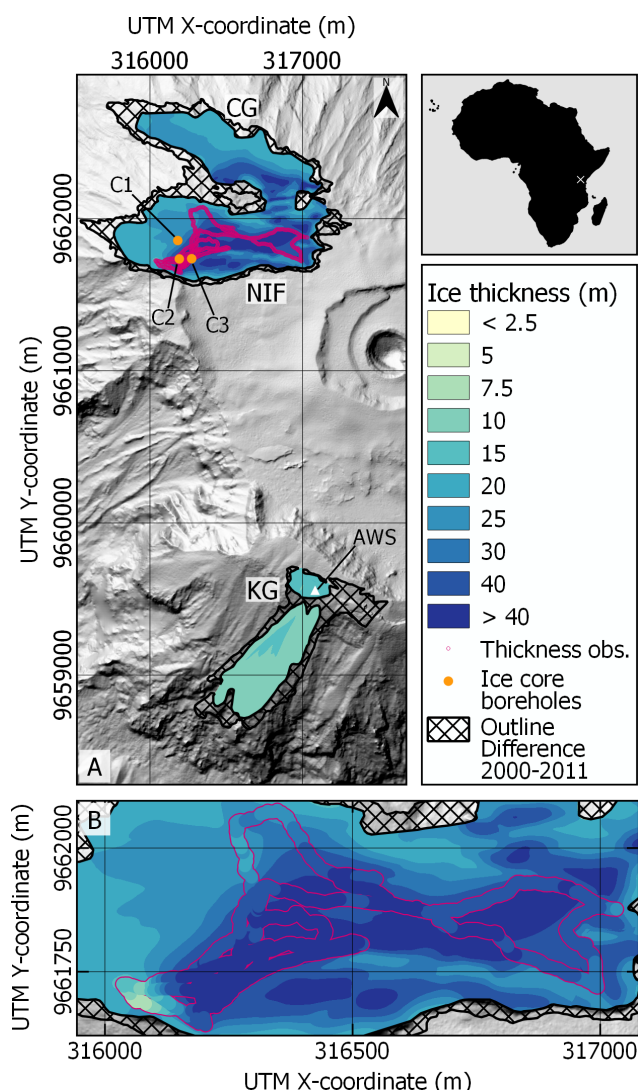 UTM X-coordinate (m)
316000
317000
UTM Y-coordinate (m)
9662000
9661000
9660000
9659000
N
CG
C1
C2
C3
NIF
AWS
KG
A
Ice thickness (m)
< 2.5
5
7.5
10
15
20
25
30
40
> 40
Thickness obs.
Ice core
boreholes
Outline
Difference
2000-2011
B
UTM Y-coordinate (m)
9662000
9661750
316000
316500
317000
UTM X-coordinate (m)